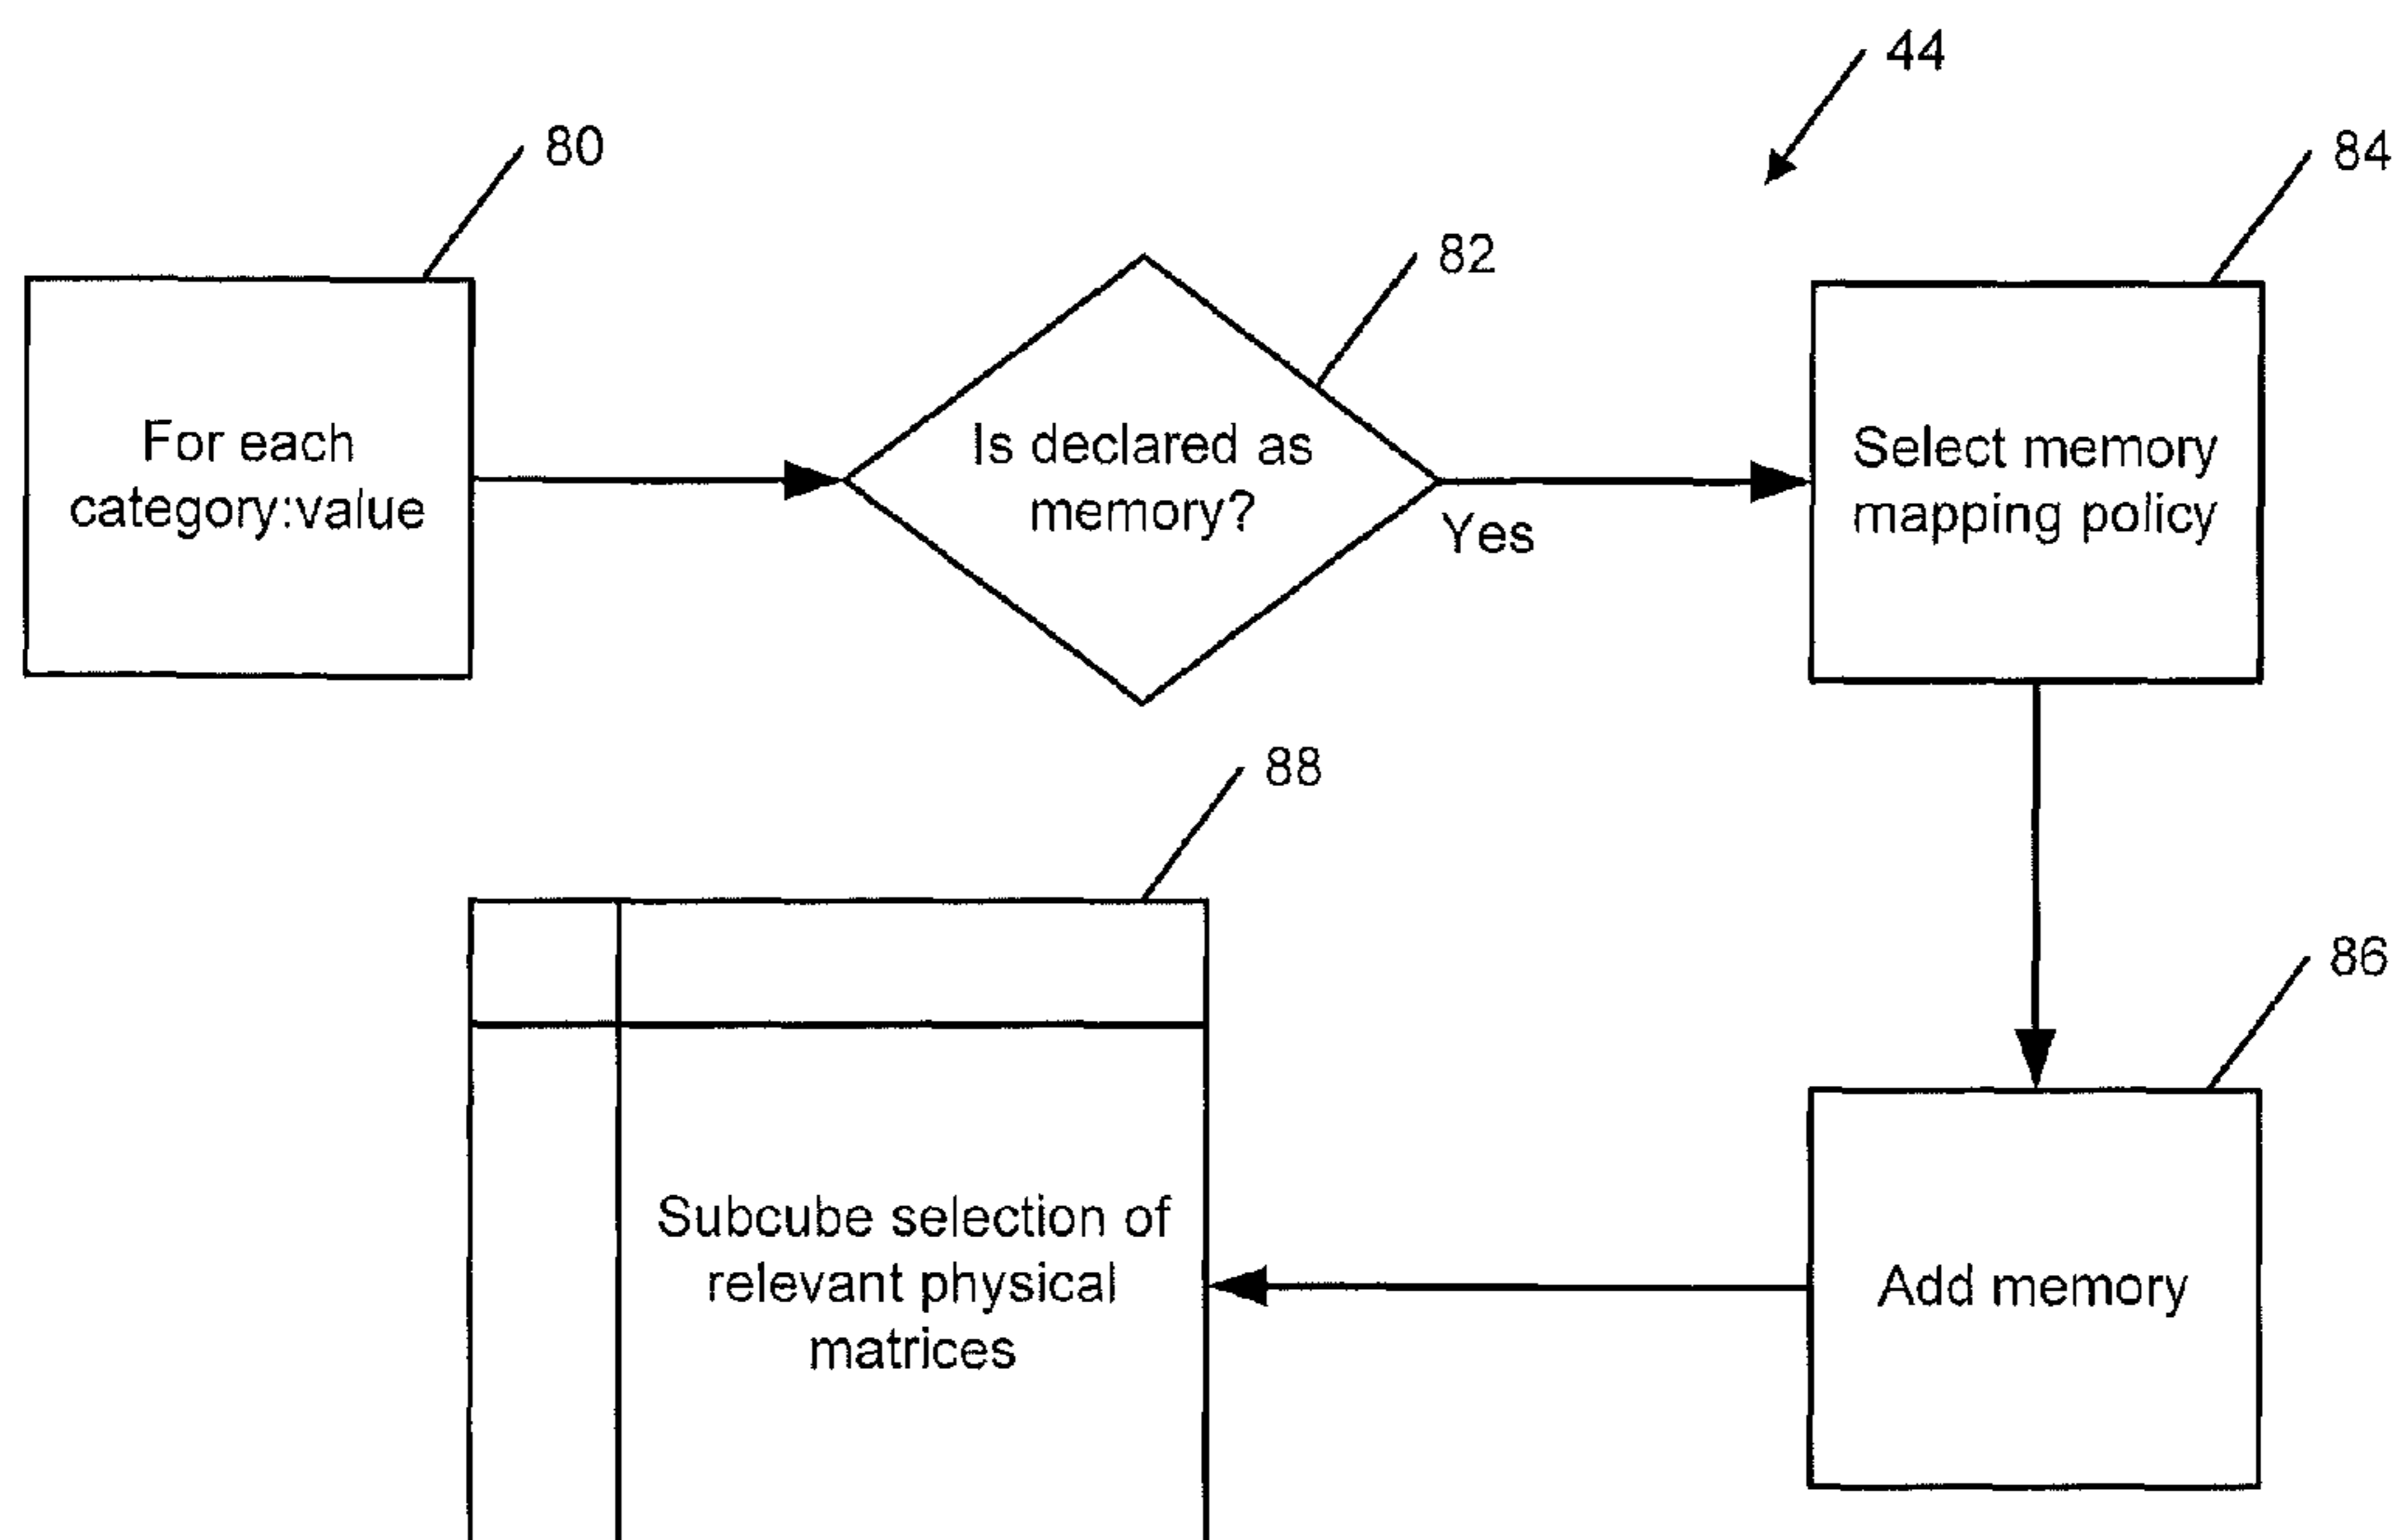 44
80
84
82
For each
category:value
Is declared as
memory?
Yes
Select memory
mapping policy
88
86
Subcube selection of
relevant physical
matrices
Add memory